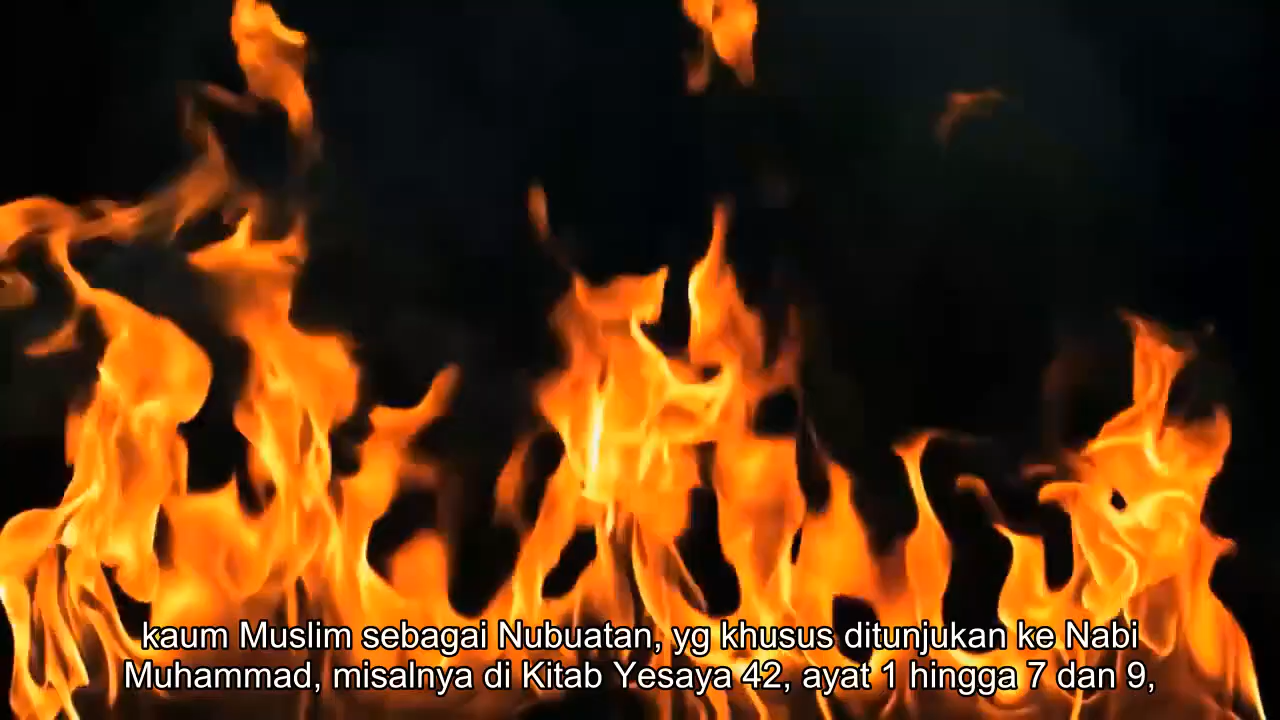 kaum Muslim sebagai Nubuatan, yg khusus ditunjukan ke Nabi
Muhammad, misalnya di Kitab Yesaya 42, ayat 1 hingga 7 dan 9,